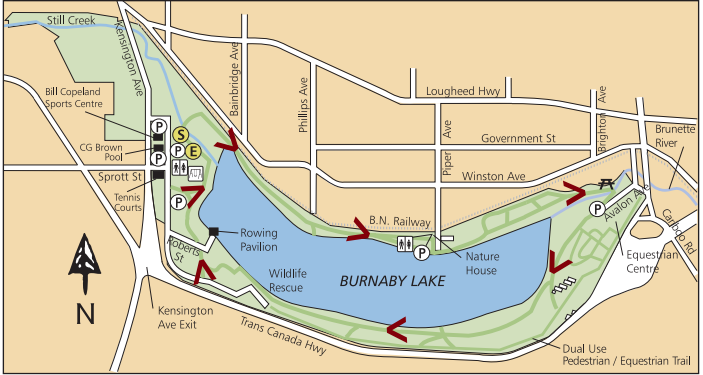 Still Creek
Kensington Ave
Bainbridge Ave
Phillips Ave
Lougheed Hwy
Piper Ave
Brighton Ave
Government St
Brunette
River
Bill Copeland
Sports Centre
P
S
CG Brown
Pool
P
E
P
Winston Ave
Sprott St
Tennis
Courts
P
P
Avalon Ave
Cariboo Rd
B.N. Railway
Rowing
Pavilion
Roberts
St
P
Nature
House
Equestrian
Centre
Wildlife
Rescue
BURNABY LAKE
N
Kensington
Ave Exit
Trans Canada Hwy
Dual Use
Pedestrian / Equestrian Trail